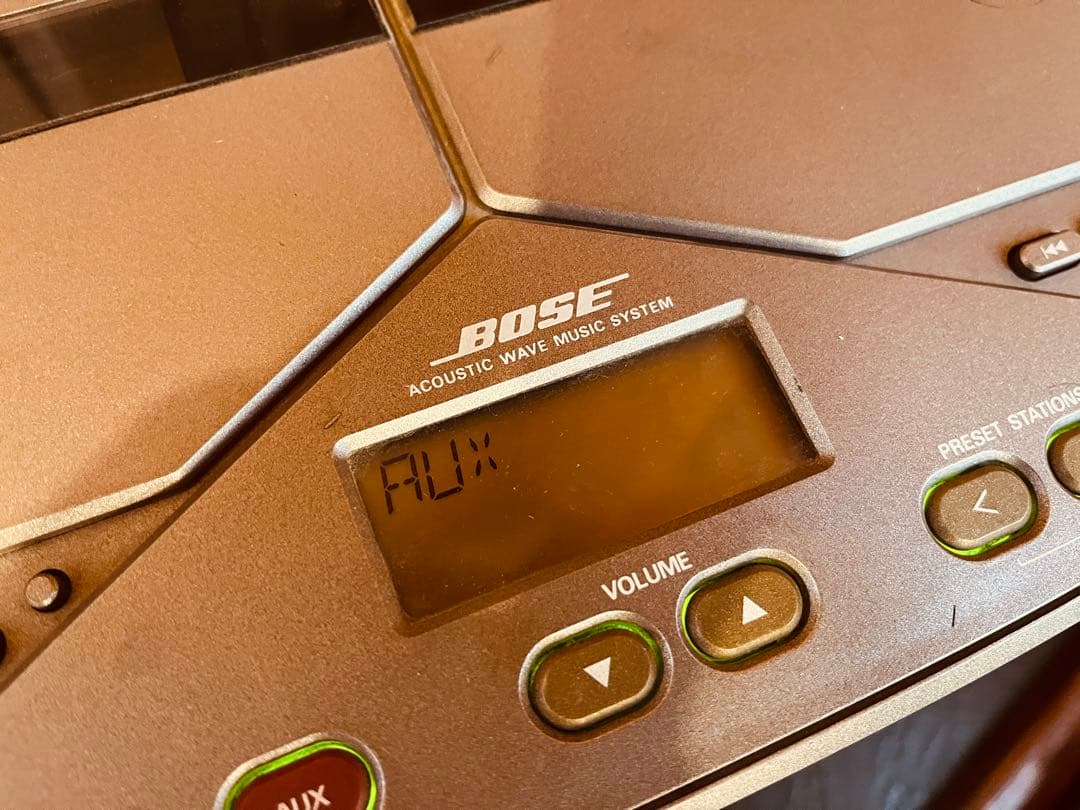 BOSE
ACOUSTIC WAVE MUSIC SYSTEM
AUX
PRESET STATIONS
VOLUME
AUX